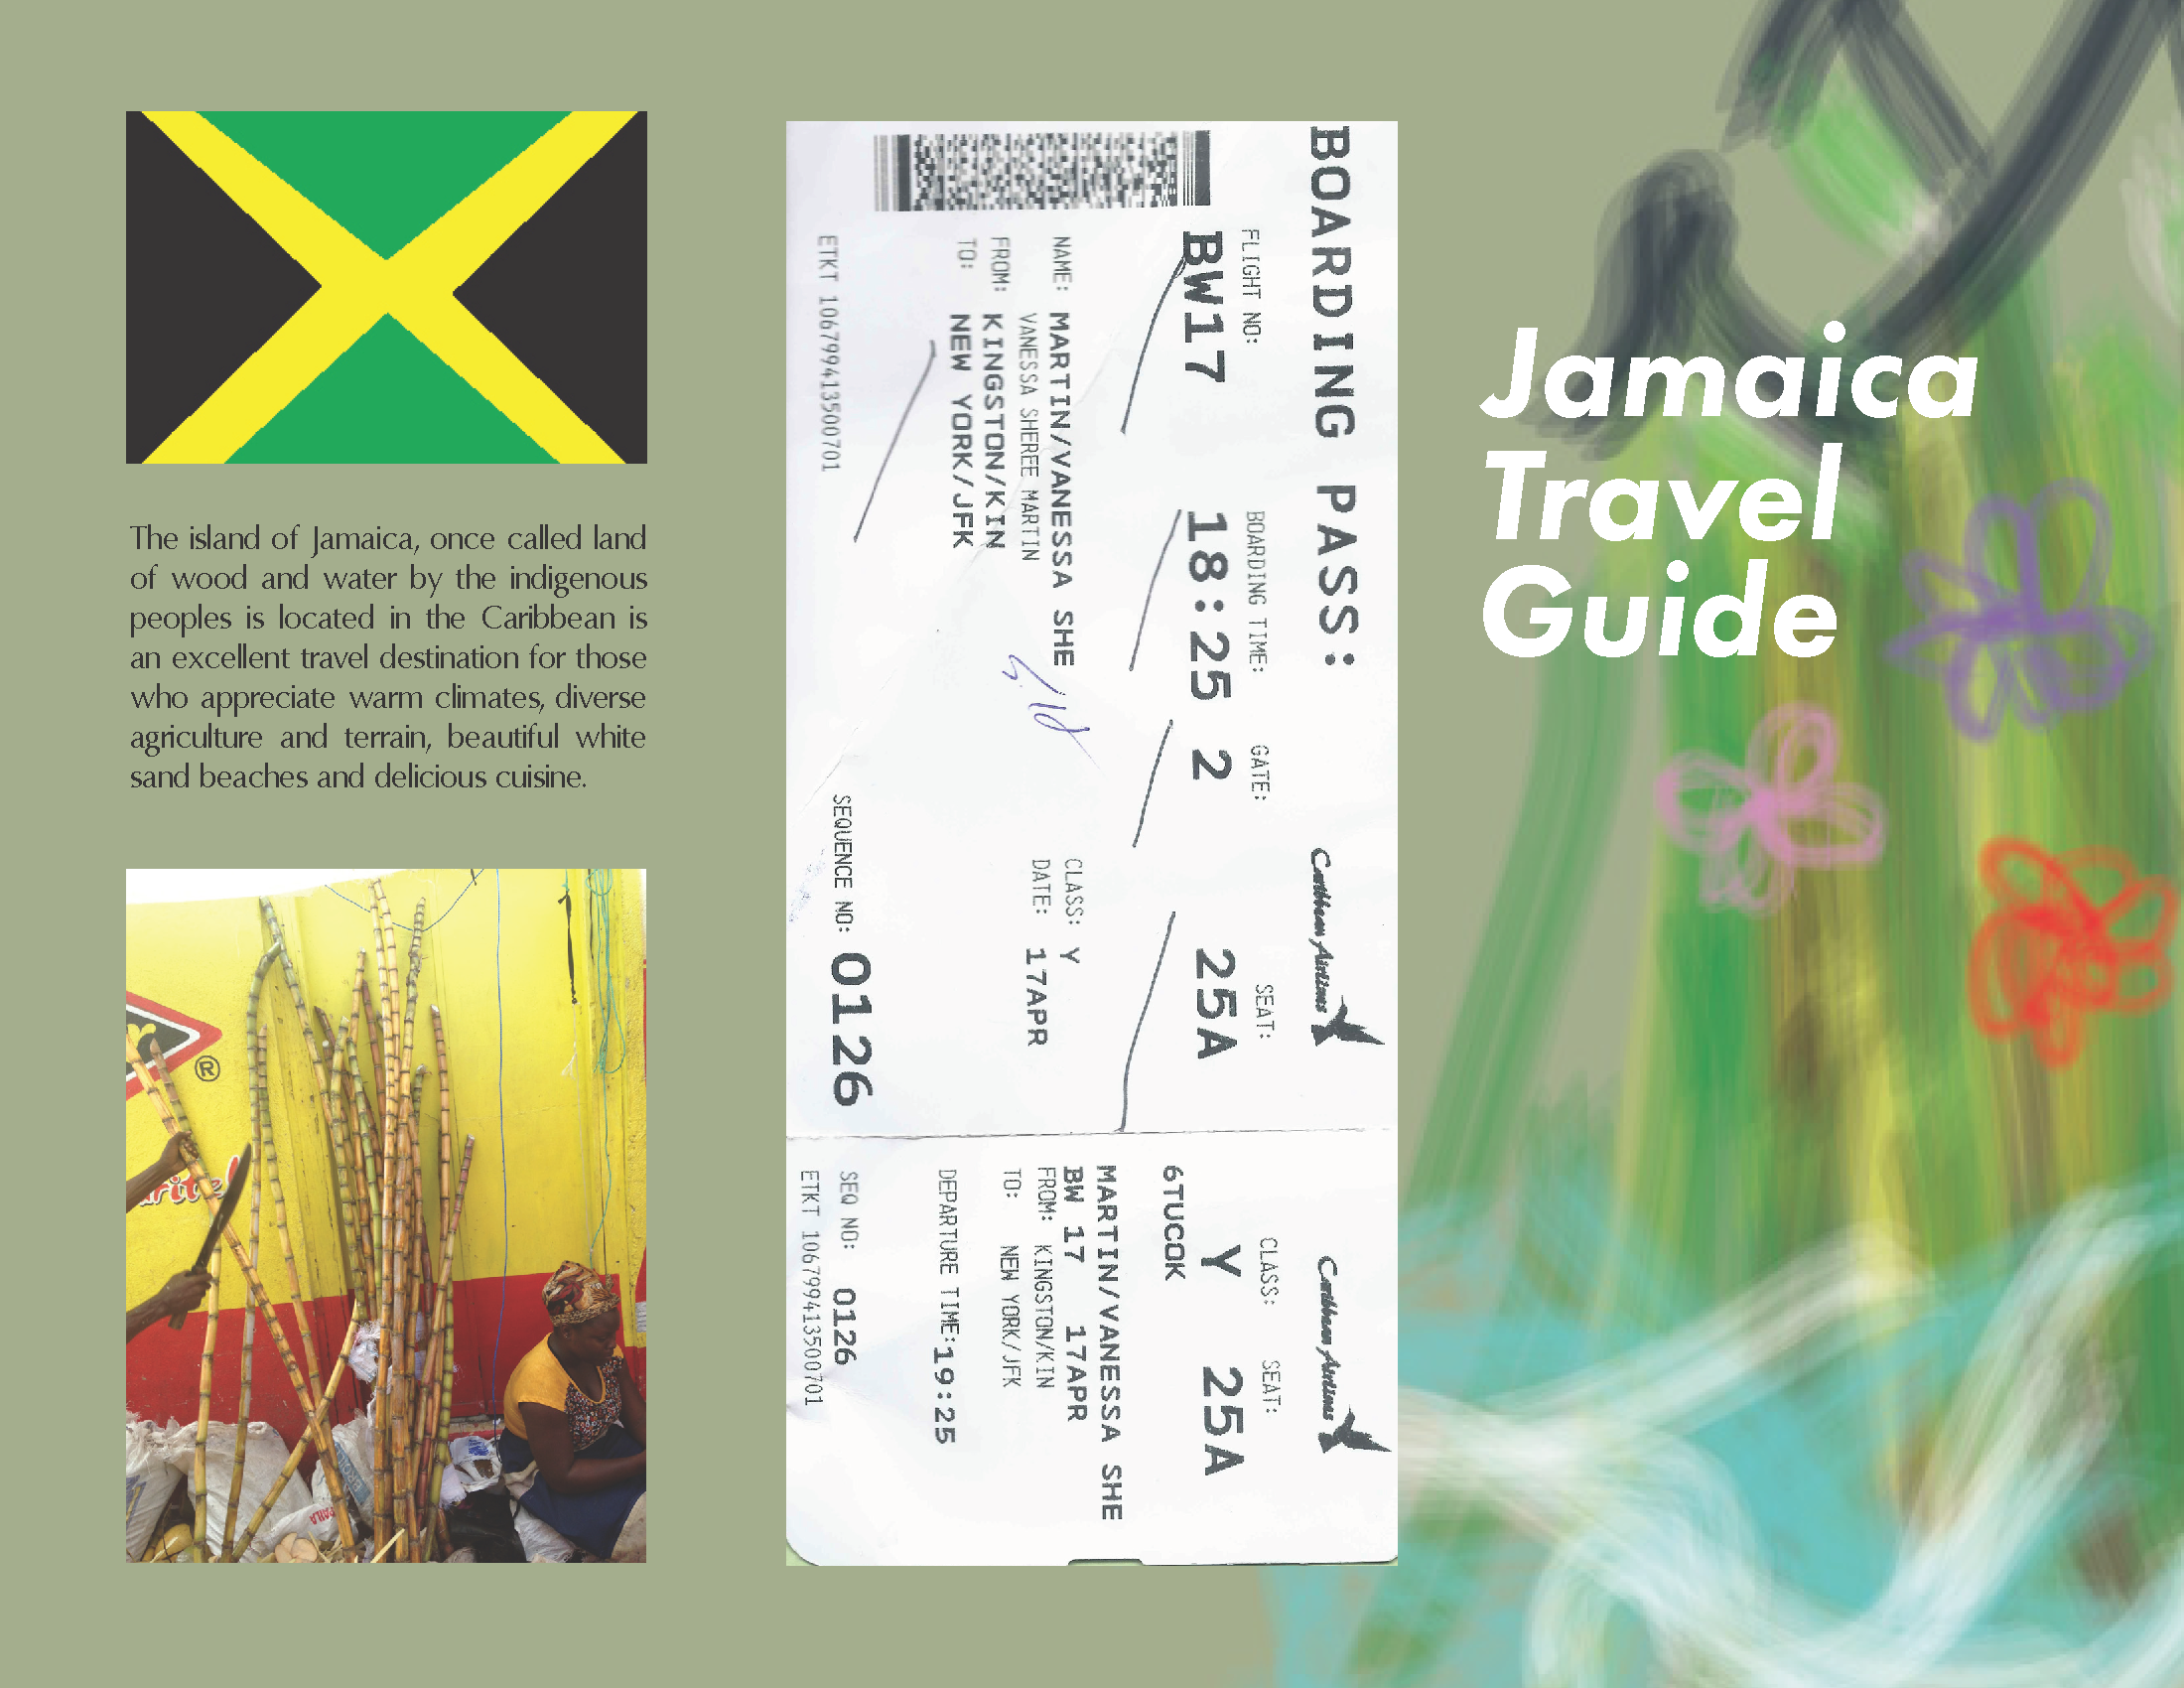 The island of Jamaica, once called land
of wood and water by the indigenous
peoples is located in the Caribbean is
an excellent travel destination for those
who appreciate warm climates, diverse
agriculture and terrain, beautiful white
sand beaches and delicious cuisine.
®
BOARDING PASS:
Caribbean Airlines
FLIGHT NO:
BOARDING TIME:
GATE:
SEAT:
BW17
18:25
2
25A
NAME: MARTIN/VANESSA SHE
VANESSA SHEREE MARTIN
FROM: KINGSTON/KIN
TO: NEW YORK/JFK
CLASS: Y
DATE: 17APR
ETKT 106799413500701
SEQUENCE NO: 0126
Caribbean Airlines
CLASS:
SEAT:
Y
25A
6TUCQK
MARTIN/VANESSA SHE
BW 17 17APR
FROM: KINGSTON/KIN
TO: NEW YORK/JFK
DEPARTURE TIME:19:25
SEQ NO: 0126
ETKT 106799413500701
Jamaica
Travel
Guide